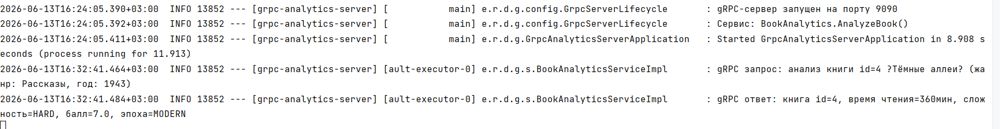 2026-06-13T16:24:05.390+03:00  INFO 13852 --- [grpc-analytics-server] [           main] e.r.d.g.config.GrpcServerLifecycle       : gRPC-сервер запущен на порту 9090
2026-06-13T16:24:05.392+03:00  INFO 13852 --- [grpc-analytics-server] [           main] e.r.d.g.config.GrpcServerLifecycle       : Сервис: BookAnalytics.AnalyzeBook()
2026-06-13T16:24:05.411+03:00  INFO 13852 --- [grpc-analytics-server] [           main] e.r.d.g.GrpcAnalyticsServerApplication   : Started GrpcAnalyticsServerApplication in 8.908 s
econds (process running for 11.913)
2026-06-13T16:32:41.464+03:00  INFO 13852 --- [grpc-analytics-server] [ault-executor-0] e.r.d.g.s.BookAnalyticsServiceImpl       : gRPC запрос: анализ книги id=4 ?Тёмные аллеи? (жа
нр: Рассказы, год: 1943)
2026-06-13T16:32:41.484+03:00  INFO 13852 --- [grpc-analytics-server] [ault-executor-0] e.r.d.g.s.BookAnalyticsServiceImpl       : gRPC ответ: книга id=4, время чтения=360мин, слож
ность=HARD, балл=7.0, эпоха=MODERN